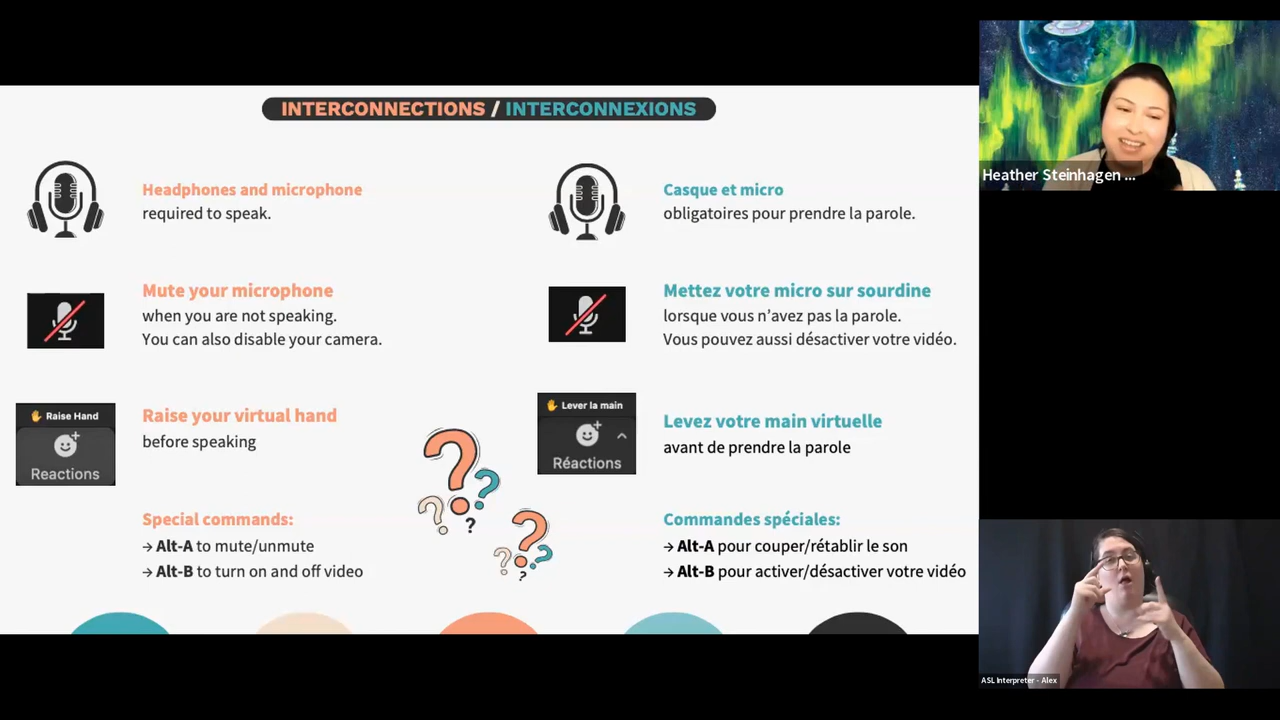 INTERCONNECTIONS / INTERCONNEXIONS
Headphones and microphone
required to speak.
Mute your microphone
when you are not speaking.
You can also disable your camera.
Raise Hand
Reactions
Raise your virtual hand
before speaking
Special commands:
→ Alt-A to mute/unmute
→ Alt-B to turn on and off video
? ? ? ?
? ? ? ?
Casque et micro
obligatoires pour prendre la parole.
Mettez votre micro sur sourdine
lorsque vous n’avez pas la parole.
Vous pouvez aussi désactiver votre vidéo.
Lever la main
Réactions
Levez votre main virtuelle
avant de prendre la parole
Commandes spéciales:
→ Alt-A pour couper/rétablir le son
→ Alt-B pour activer/désactiver votre vidéo
Heather Steinhagen ...
ASL Interpreter - Alex